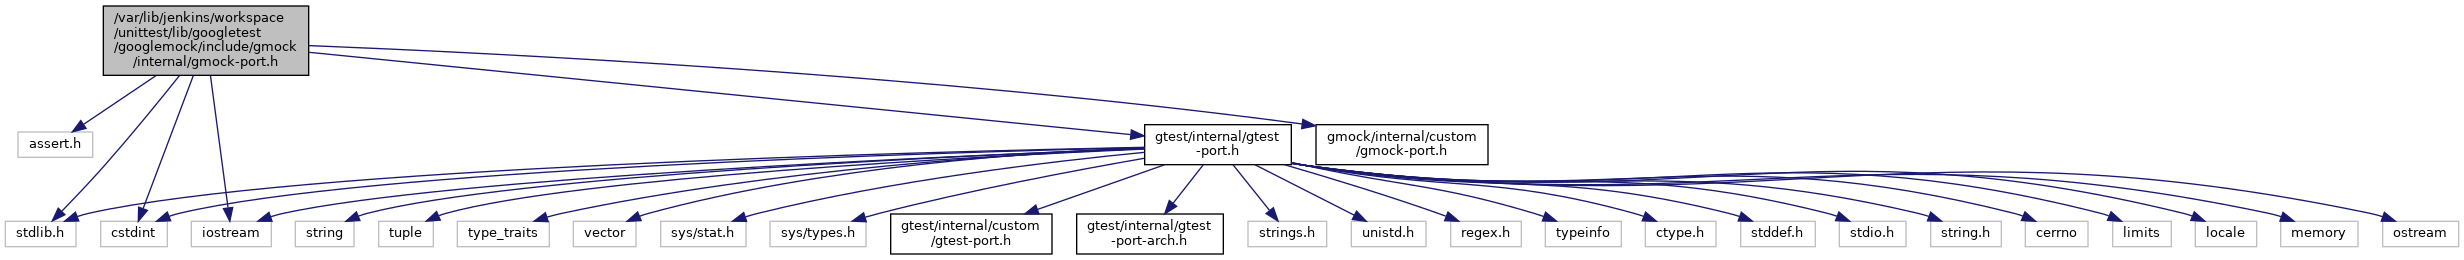 /var/lib/jenkins/workspace
/unittest/lib/googletest
/googlemock/include/gmock
/internal/gmock-port.h
assert.h
gtest/internal/gtest
-port.h
gmock/internal/custom
/gmock-port.h
stdlib.h
cstdint
iostream
string
tuple
type_traits
vector
sys/stat.h
sys/types.h
gtest/internal/custom
/gtest-port.h
gtest/internal/gtest
-port-arch.h
strings.h
unistd.h
regex.h
typeinfo
ctype.h
stddef.h
stdio.h
string.h
cerrno
limits
locale
memory
ostream